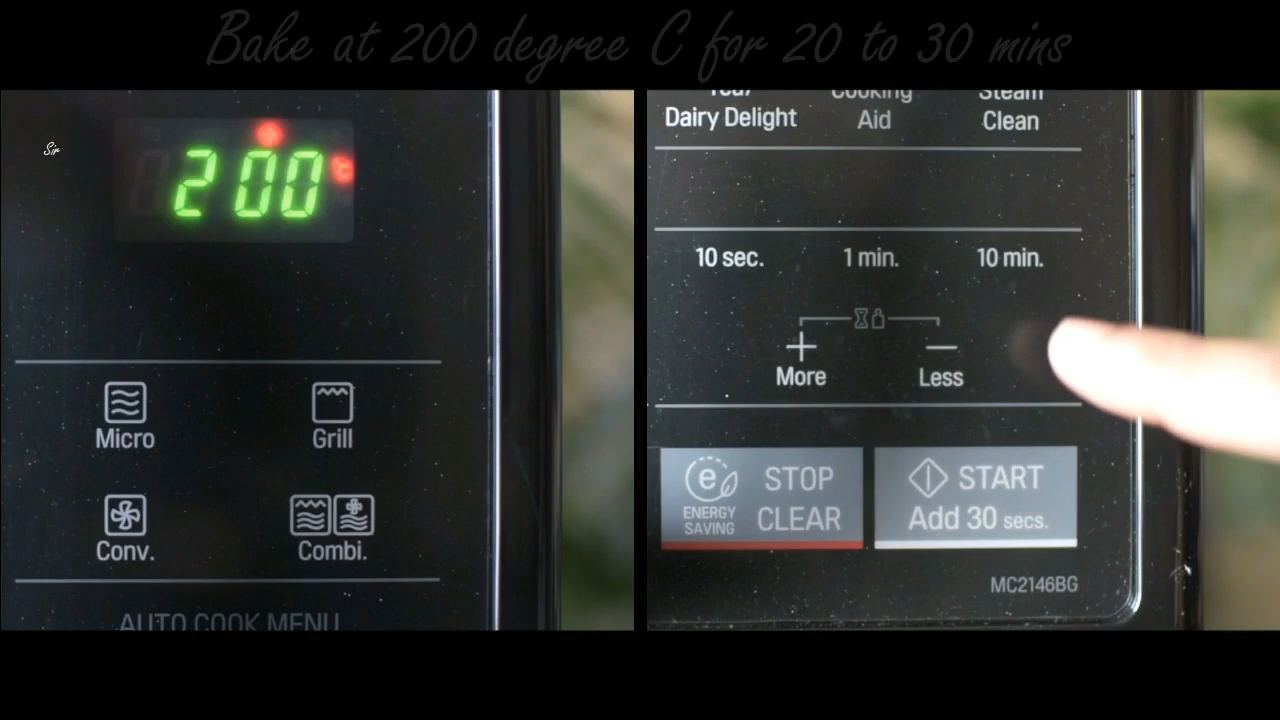 Bake at 200 degree C for 20 to 30 mins
Sir
200
°C
Micro
Grill
Conv.
Combi.
AUTO COOK MENU
Dairy Delight
Cooking
Aid
Steam
Clean
10 sec.
1 min.
10 min.
More
Less
e
ENERGY
SAVING
STOP
CLEAR
START
Add 30 secs.
MC2146BG